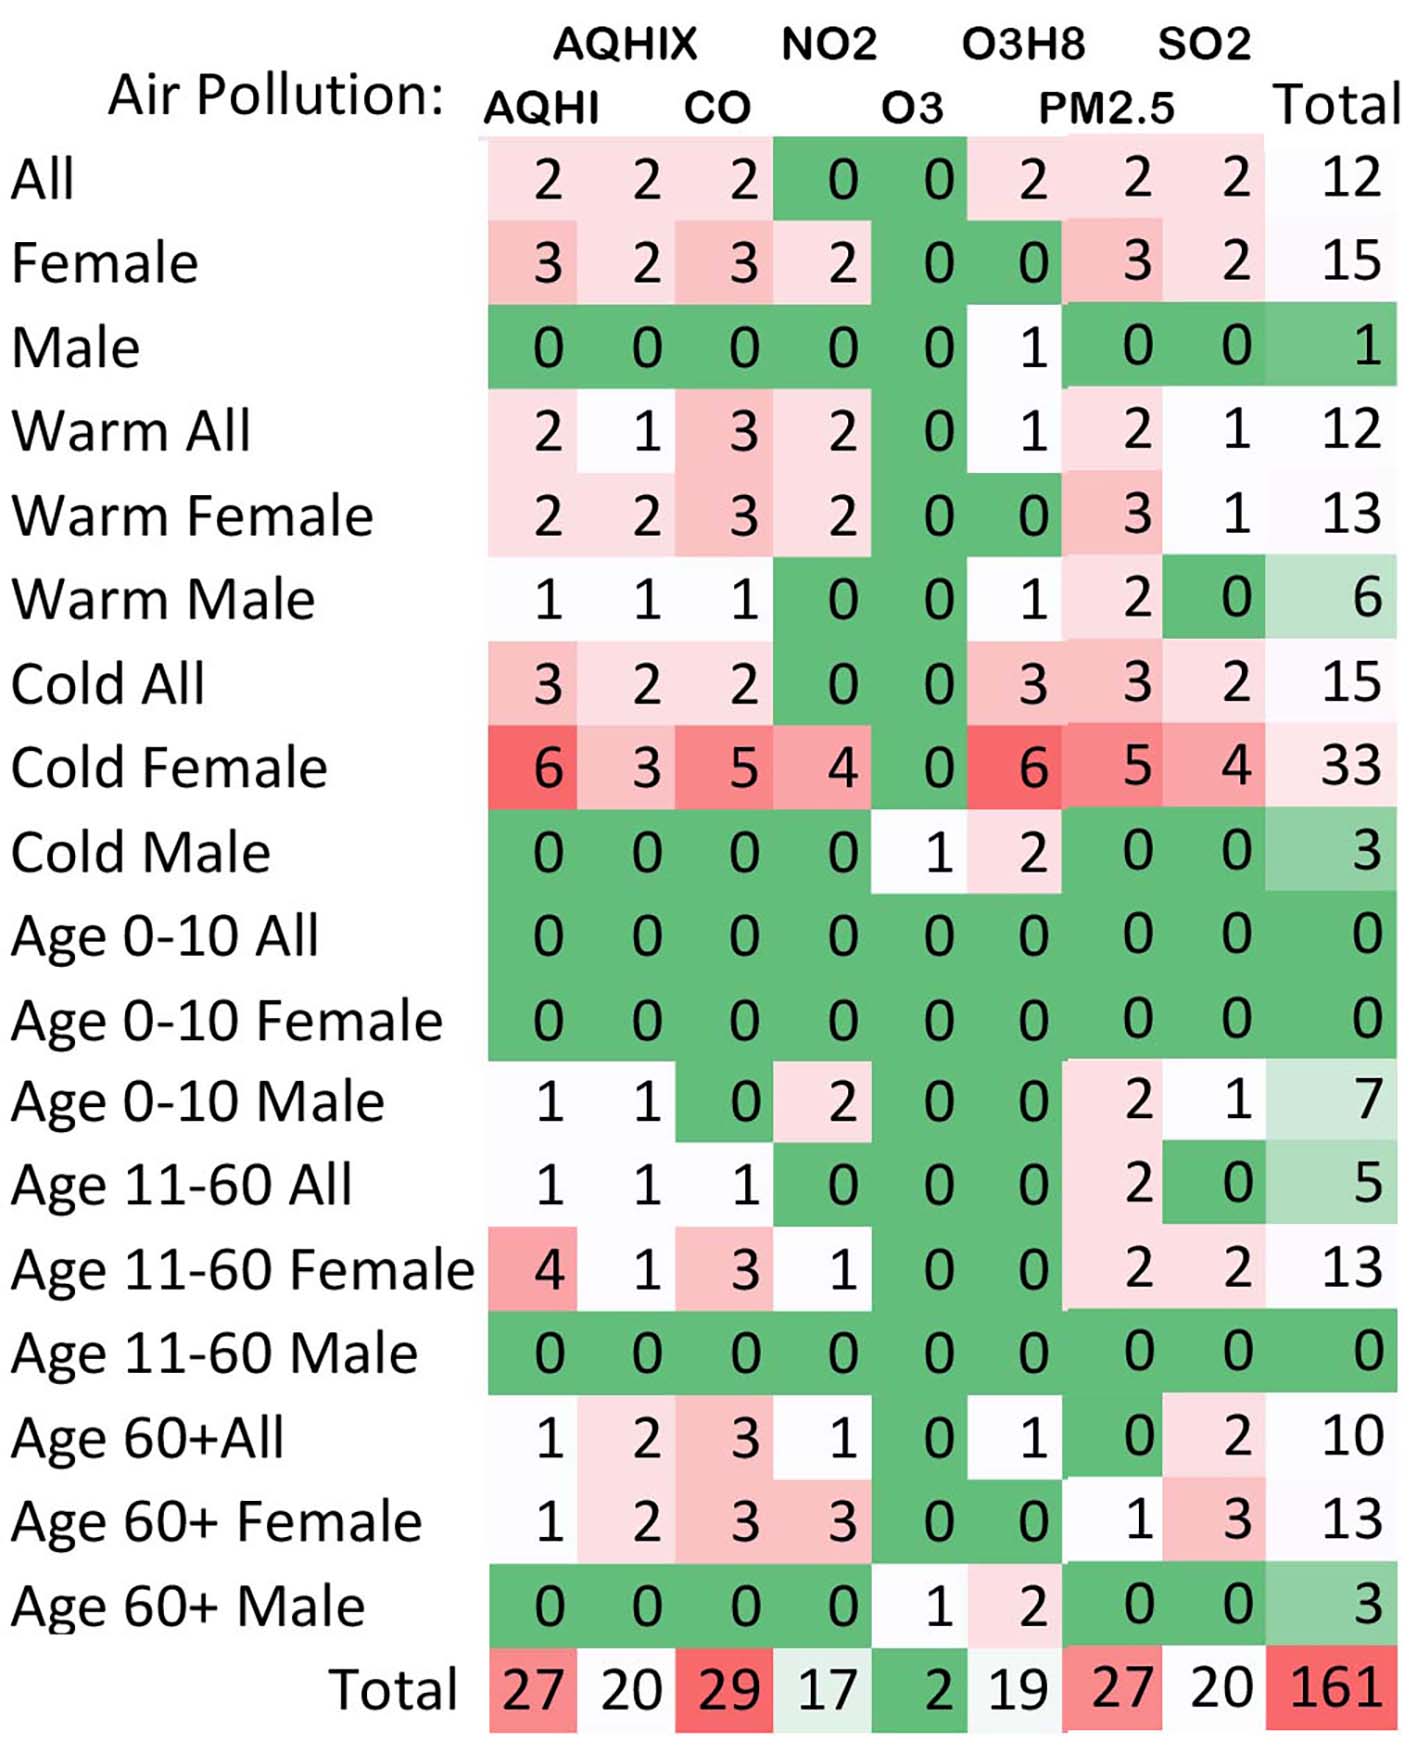 AQHIX NO2 O3H8 SO2
Air Pollution: AQHI CO O3 PM2.5 Total
All 2 2 2 0 0 2 2 2 12
Female 3 2 3 2 0 0 3 2 15
Male 0 0 0 0 0 1 0 0 1
Warm All 2 1 3 2 0 1 2 1 12
Warm Female 2 2 3 2 0 0 3 1 13
Warm Male 1 1 1 0 0 1 2 0 6
Cold All 3 2 2 0 0 3 3 2 15
Cold Female 6 3 5 4 0 6 5 4 33
Cold Male 0 0 0 0 1 2 0 0 3
Age 0-10 All 0 0 0 0 0 0 0 0 0
Age 0-10 Female 0 0 0 0 0 0 0 0 0
Age 0-10 Male 1 1 0 2 0 0 2 1 7
Age 11-60 All 1 1 1 0 0 0 2 0 5
Age 11-60 Female 4 1 3 1 0 0 2 2 13
Age 11-60 Male 0 0 0 0 0 0 0 0 0
Age 60+All 1 2 3 1 0 1 0 2 10
Age 60+ Female 1 2 3 3 0 0 1 3 13
Age 60+ Male 0 0 0 0 1 2 0 0 3
Total 27 20 29 17 2 19 27 20 161